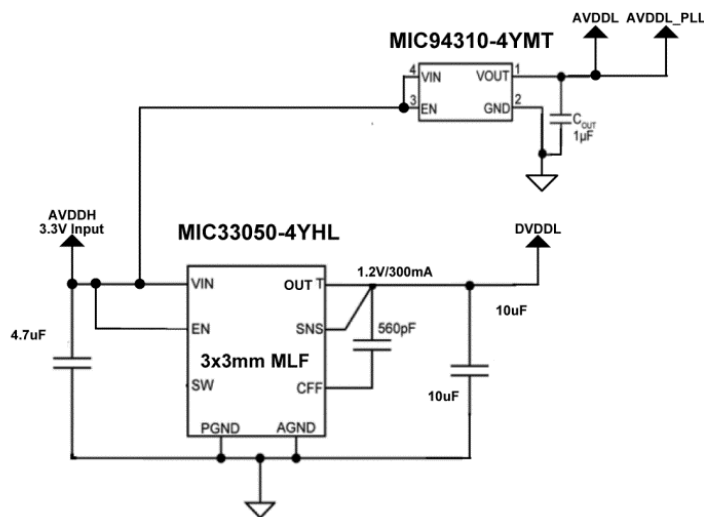 AVDDL AVDDL_PLL
MIC94310-4YMT
4 VIN VOUT 1
3 EN GND 2
COUT
1µF
AVDDH
3.3V Input
MIC33050-4YHL
DVDDL
VIN OUT T 1.2V/300mA
10uF
EN SNS 560pF
4.7uF
3x3mm MLF
SW CFF
10uF
PGND AGND